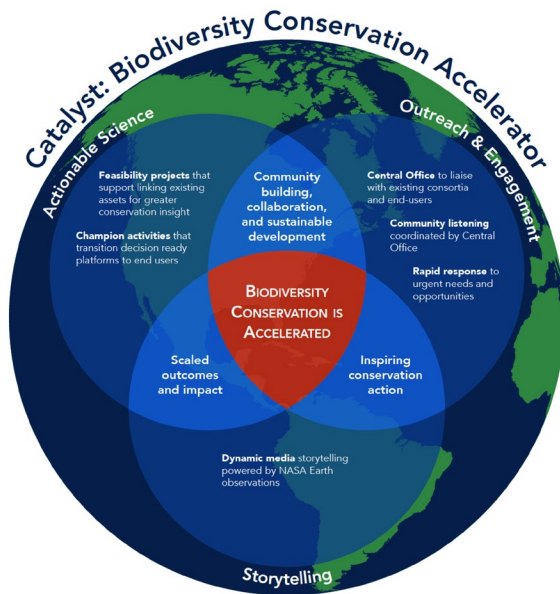 Catalyst: Biodiversity Conservation Accelerator
Actionable Science
Outreach & Engagement
Feasibility projects that
support linking existing
assets for greater
conservation insight
Champion activities that
transition decision ready
platforms to end users
Community
building,
collaboration,
and sustainable
development
Central Office to liaise
with existing consortia
and end-users
Community listening
coordinated by Central
Office
Rapid response to
urgent needs and
opportunities
Biodiversity
Conservation is
Accelerated
Scaled
outcomes
and impact
Inspiring
conservation
action
Dynamic media storytelling
powered by NASA Earth
observations
Storytelling